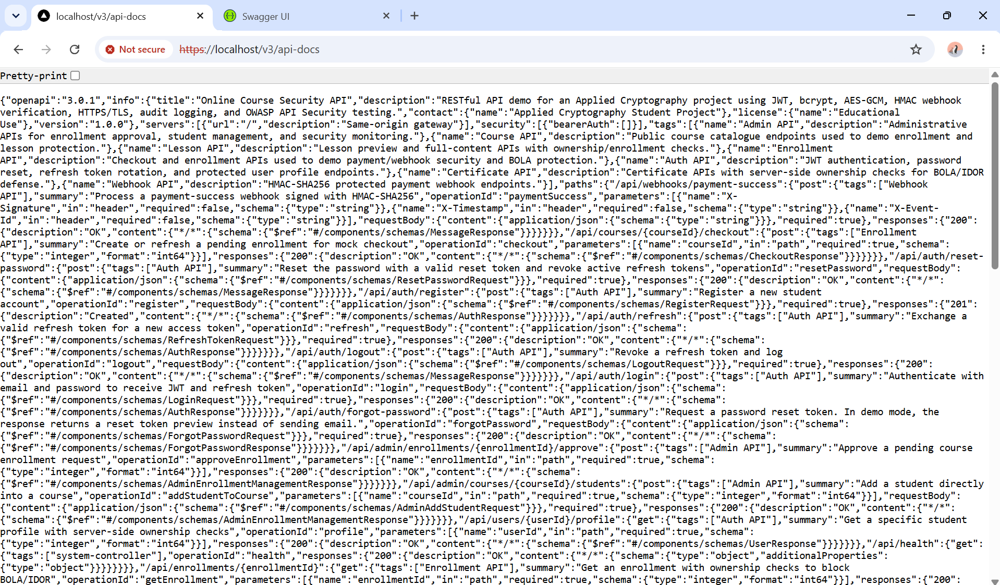 localhost/v3/api-docs
Swagger UI
Not secure
https://localhost/v3/api-docs
Pretty-print
{"openapi":"3.0.1","info":{"title":"Online Course Security API","description":"RESTful API demo for an Applied Cryptography project using JWT, bcrypt, AES-GCM, HMAC webhook
verification, HTTPS/TLS, audit logging, and OWASP API Security testing.","contact":{"name":"Applied Cryptography Student Project"},"license":{"name":"Educational
Use"},"version":"1.0.0"},"servers":[{"url":"/","description":"Same-origin gateway"}],"security":[{"bearerAuth":[]}],"tags":[{"name":"Admin API","description":"Administrative
APIs for enrollment approval, student management, and security monitoring."},{"name":"Course API","description":"Public course catalogue endpoints used to demo enrollment and
lesson protection."},{"name":"Lesson API","description":"Lesson preview and full-content APIs with ownership/enrollment checks."},{"name":"Enrollment
API","description":"Checkout and enrollment APIs used to demo payment/webhook security and BOLA protection."},{"name":"Auth API","description":"JWT authentication, password
reset, refresh token rotation, and protected user profile endpoints."},{"name":"Certificate API","description":"Certificate APIs with server-side ownership checks for BOLA/IDOR
defense."},{"name":"Webhook API","description":"HMAC-SHA256 protected payment webhook endpoints."}],"paths":{"/api/webhooks/payment-success":{"post":{"tags":["Webhook
API"],"summary":"Process a payment-success webhook signed with HMAC-SHA256","operationId":"paymentSuccess","parameters":[{"name":"X-
Signature","in":"header","required":false,"schema":{"type":"string"}},{"name":"X-Timestamp","in":"header","required":false,"schema":{"type":"string"}},{"name":"X-Event-
Id","in":"header","required":false,"schema":{"type":"string"}}],"requestBody":{"content":{"application/json":{"schema":{"type":"string"}}},"required":true},"responses":{"200":
{"description":"OK","content":{"*/*":{"schema":{"$ref":"#/components/schemas/MessageResponse"}}}}}}},"/api/courses/{courseId}/checkout":{"post":{"tags":["Enrollment
API"],"summary":"Create or refresh a pending enrollment for mock checkout","operationId":"checkout","parameters":[{"name":"courseId","in":"path","required":true,"schema":
{"type":"integer","format":"int64"}}],"responses":{"200":{"description":"OK","content":{"*/*":{"schema":{"$ref":"#/components/schemas/CheckoutResponse"}}}}}}},"/api/auth/reset-
password":{"post":{"tags":["Auth API"],"summary":"Reset the password with a valid reset token and revoke active refresh tokens","operationId":"resetPassword","requestBody":
{"content":{"application/json":{"schema":{"$ref":"#/components/schemas/ResetPasswordRequest"}}},"required":true},"responses":{"200":{"description":"OK","content":{"*/*":
{"schema":{"$ref":"#/components/schemas/MessageResponse"}}}}}}},"/api/auth/register":{"post":{"tags":["Auth API"],"summary":"Register a new student
account","operationId":"register","requestBody":{"content":{"application/json":{"schema":{"$ref":"#/components/schemas/RegisterRequest"}}},"required":true},"responses":{"201":
{"description":"Created","content":{"*/*":{"schema":{"$ref":"#/components/schemas/AuthResponse"}}}}}}},"/api/auth/refresh":{"post":{"tags":["Auth API"],"summary":"Exchange a
valid refresh token for a new access token","operationId":"refresh","requestBody":{"content":{"application/json":{"schema":
{"$ref":"#/components/schemas/RefreshTokenRequest"}}},"required":true},"responses":{"200":{"description":"OK","content":{"*/*":{"schema":
{"$ref":"#/components/schemas/AuthResponse"}}}}}}},"/api/auth/logout":{"post":{"tags":["Auth API"],"summary":"Revoke a refresh token and log
out","operationId":"logout","requestBody":{"content":{"application/json":{"schema":{"$ref":"#/components/schemas/LogoutRequest"}}},"required":true},"responses":{"200":
{"description":"OK","content":{"*/*":{"schema":{"$ref":"#/components/schemas/MessageResponse"}}}}}}},"/api/auth/login":{"post":{"tags":["Auth API"],"summary":"Authenticate with
email and password to receive JWT and refresh token","operationId":"login","requestBody":{"content":{"application/json":{"schema":
{"$ref":"#/components/schemas/LoginRequest"}}},"required":true},"responses":{"200":{"description":"OK","content":{"*/*":{"schema":
{"$ref":"#/components/schemas/AuthResponse"}}}}}}},"/api/auth/forgot-password":{"post":{"tags":["Auth API"],"summary":"Request a password reset token. In demo mode, the
response returns a reset token preview instead of sending email.","operationId":"forgotPassword","requestBody":{"content":{"application/json":{"schema":
{"$ref":"#/components/schemas/ForgotPasswordRequest"}}},"required":true},"responses":{"200":{"description":"OK","content":{"*/*":{"schema":
{"$ref":"#/components/schemas/ForgotPasswordResponse"}}}}}}},"/api/admin/enrollments/{enrollmentId}/approve":{"post":{"tags":["Admin API"],"summary":"Approve a pending course
enrollment request","operationId":"approveEnrollment","parameters":[{"name":"enrollmentId","in":"path","required":true,"schema":
{"type":"integer","format":"int64"}}],"responses":{"200":{"description":"OK","content":{"*/*":{"schema":
{"$ref":"#/components/schemas/AdminEnrollmentManagementResponse"}}}}}}},"/api/admin/courses/{courseId}/students":{"post":{"tags":["Admin API"],"summary":"Add a student directly
into a course","operationId":"addStudentToCourse","parameters":[{"name":"courseId","in":"path","required":true,"schema":{"type":"integer","format":"int64"}}],"requestBody":
{"content":{"application/json":{"schema":{"$ref":"#/components/schemas/AdminAddStudentRequest"}}},"required":true},"responses":{"200":{"description":"OK","content":{"*/*":
{"schema":{"$ref":"#/components/schemas/AdminEnrollmentManagementResponse"}}}}}}},"/api/users/{userId}/profile":{"get":{"tags":["Auth API"],"summary":"Get a specific student
profile with server-side ownership checks","operationId":"profile","parameters":[{"name":"userId","in":"path","required":true,"schema":
{"type":"integer","format":"int64"}}],"responses":{"200":{"description":"OK","content":{"*/*":{"schema":{"$ref":"#/components/schemas/UserResponse"}}}}}}},"/api/health":{"get":
{"tags":["system-controller"],"operationId":"health","responses":{"200":{"description":"OK","content":{"*/*":{"schema":{"type":"object","additionalProperties":
{"type":"object"}}}}}}}},"/api/enrollments/{enrollmentId}":{"get":{"tags":["Enrollment API"],"summary":"Get an enrollment with ownership checks to block
BOLA/IDOR","operationId":"getEnrollment","parameters":[{"name":"enrollmentId","in":"path","required":true,"schema":{"type":"integer","format":"int64"}}],"responses":{"200":